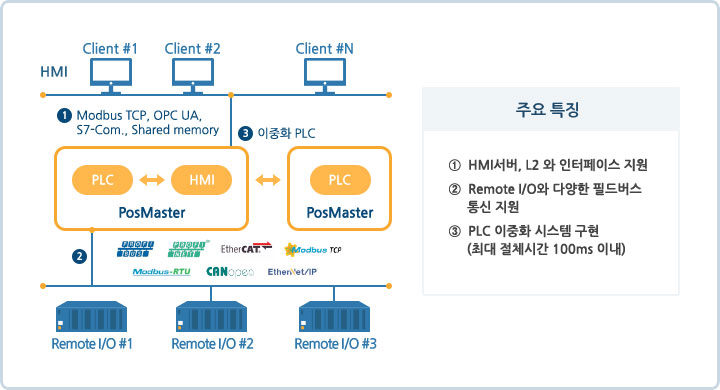 Client #1
Client #2
Client #N
HMI
1 Modbus TCP, OPC UA,
S7-Com., Shared memory
3 이중화 PLC
PLC
HMI
PLC
PosMaster
PosMaster
2
PROFI
BUS
PROFI
NET
EtherCAT
Modbus TCP
Modbus-RTU
CANopen
EtherNet/IP
Remote I/O #1
Remote I/O #2
Remote I/O #3
주요 특징
① HMI서버, L2 와 인터페이스 지원
② Remote I/O와 다양한 필드버스
통신 지원
③ PLC 이중화 시스템 구현
(최대 절체시간 100ms 이내)